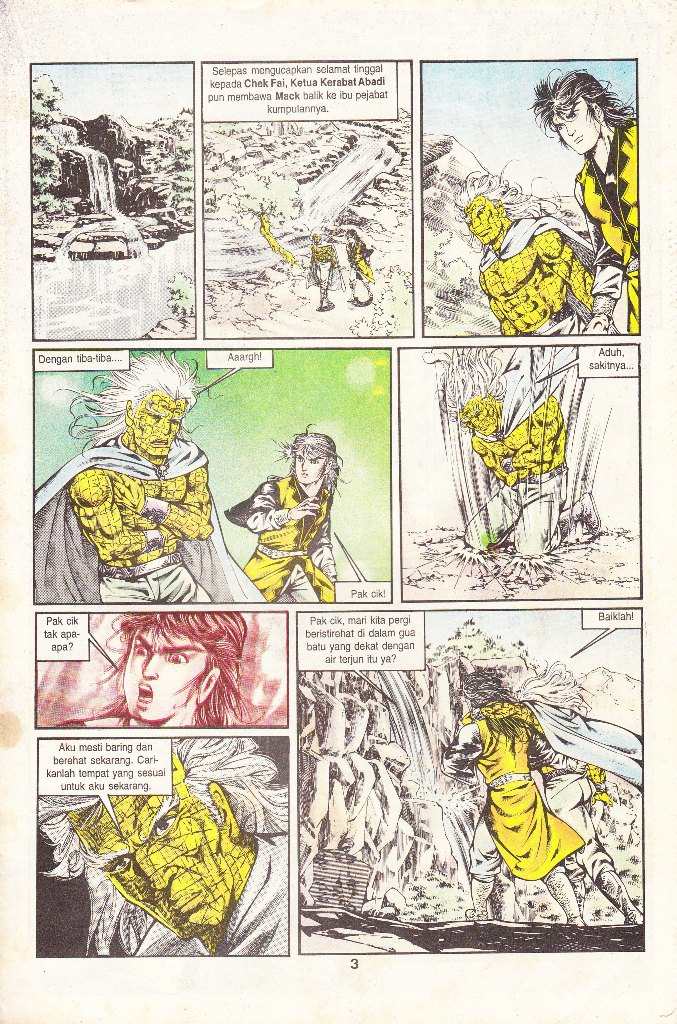 Selepas mengucapkan selamat tinggal
kepada Chek Fai, Ketua Kerabat Abadi
pun membawa Mack balik ke ibu pejabat
kumpulannya.
Dengan tiba-tiba....
Aaargh!
Pak cik!
Aduh,
sakitnya...
Pak cik
tak apa-
apa?
Aku mesti baring dan
berehat sekarang. Cari-
kanlah tempat yang sesuai
untuk aku sekarang.
Pak cik, mari kita pergi
beristirehat di dalam gua
batu yang dekat dengan
air terjun itu ya?
Baiklah!
3